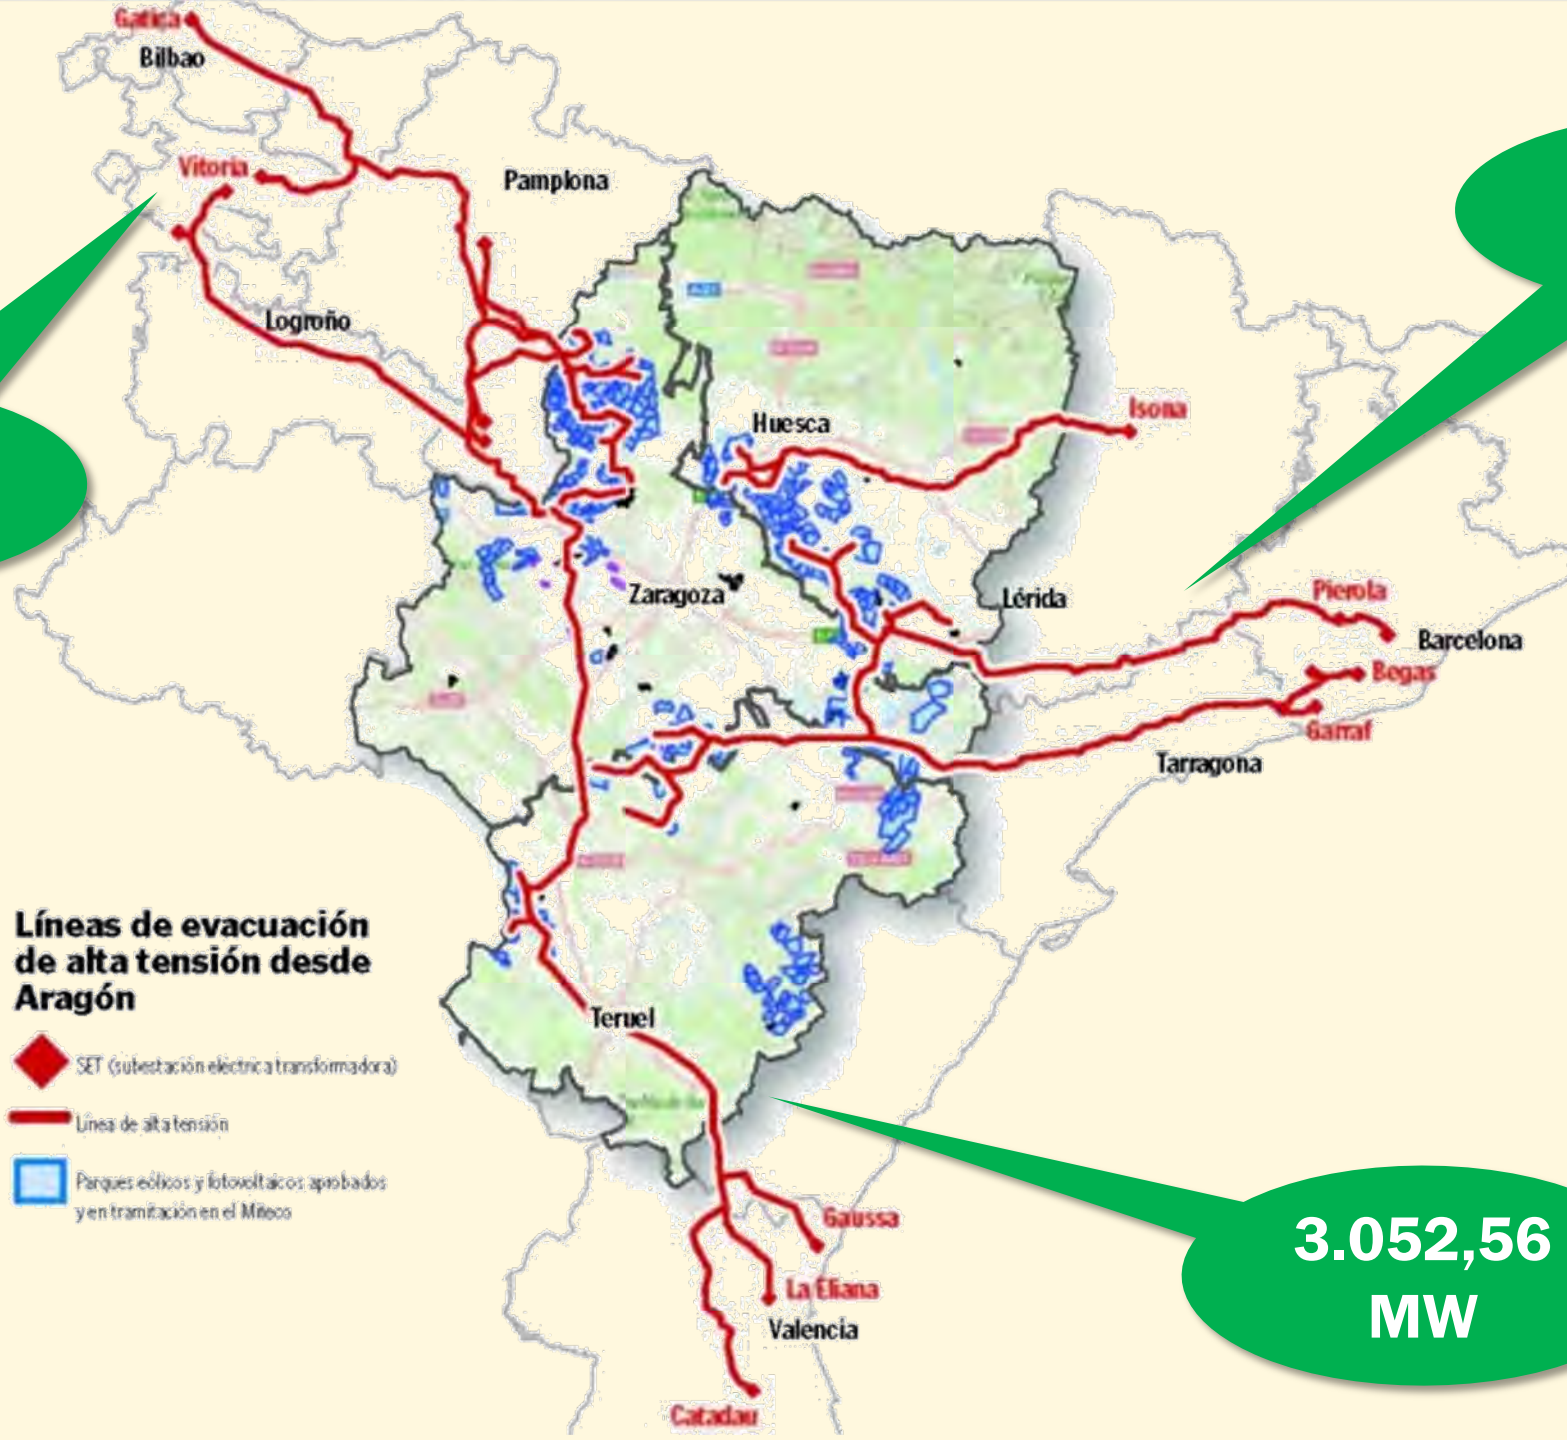 Gatica
Bilbao
Vitoria
Pamplona
Logroño
Huesca
Isona
Zaragoza
Lérida
Pierola
Barcelona
Begas
Garraf
Tarragona
Líneas de evacuación
de alta tensión desde
Aragón
SET (subestación eléctrica transformadora)
Línea de alta tensión
Parques eólicos y fotovoltaicos aprobados
y en tramitación en el Miteco
Teruel
Gaussa
La Eliana
Valencia
Catadau
3.052,56
MW